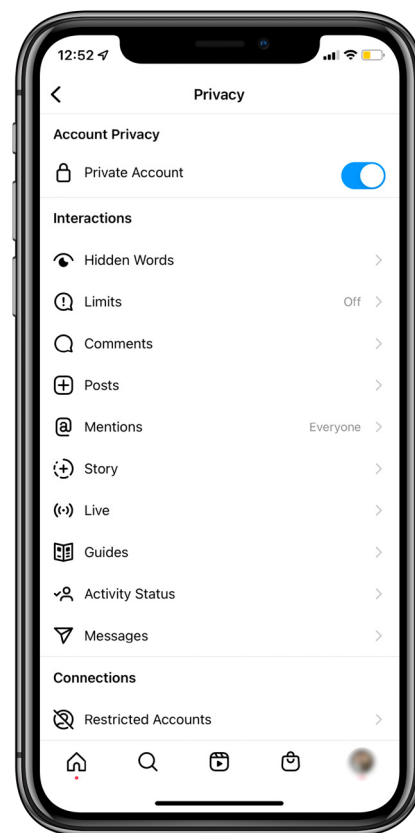 12:52
Privacy
Account Privacy
Private Account
Interactions
Hidden Words
Limits Off
Comments
Posts
Mentions Everyone
Story
Live
Guides
Activity Status
Messages
Connections
Restricted Accounts